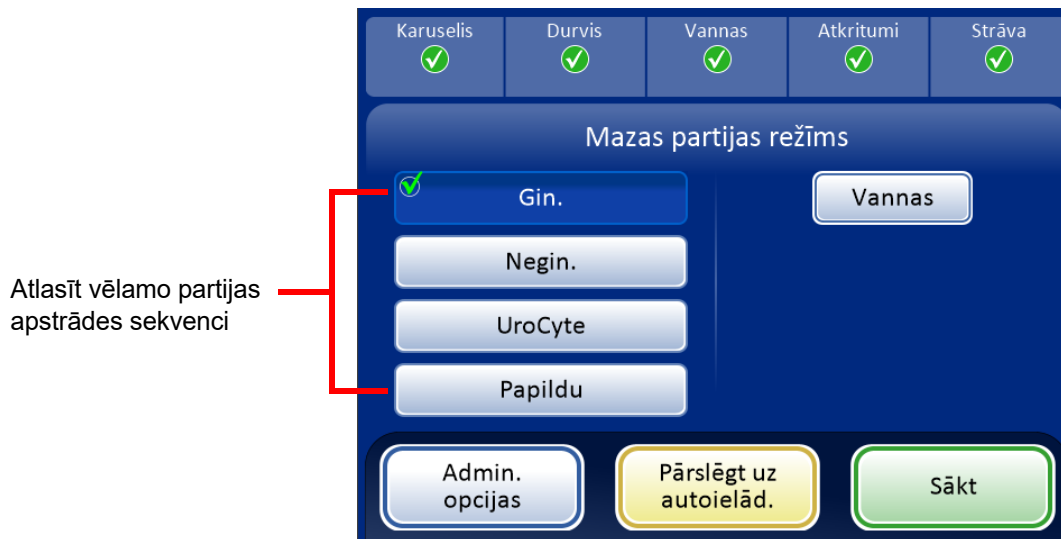 Karuselis
Durvis
Vannas
Atkritumi
Strāva
Mazas partijas režīms
Gin.
Vannas
Negin.
UroCyte
Papildu
Atlasīt vēlamo partijas
apstrādes sekvenci
Admin.
opcijas
Pārslēgt uz
autoielād.
Sākt